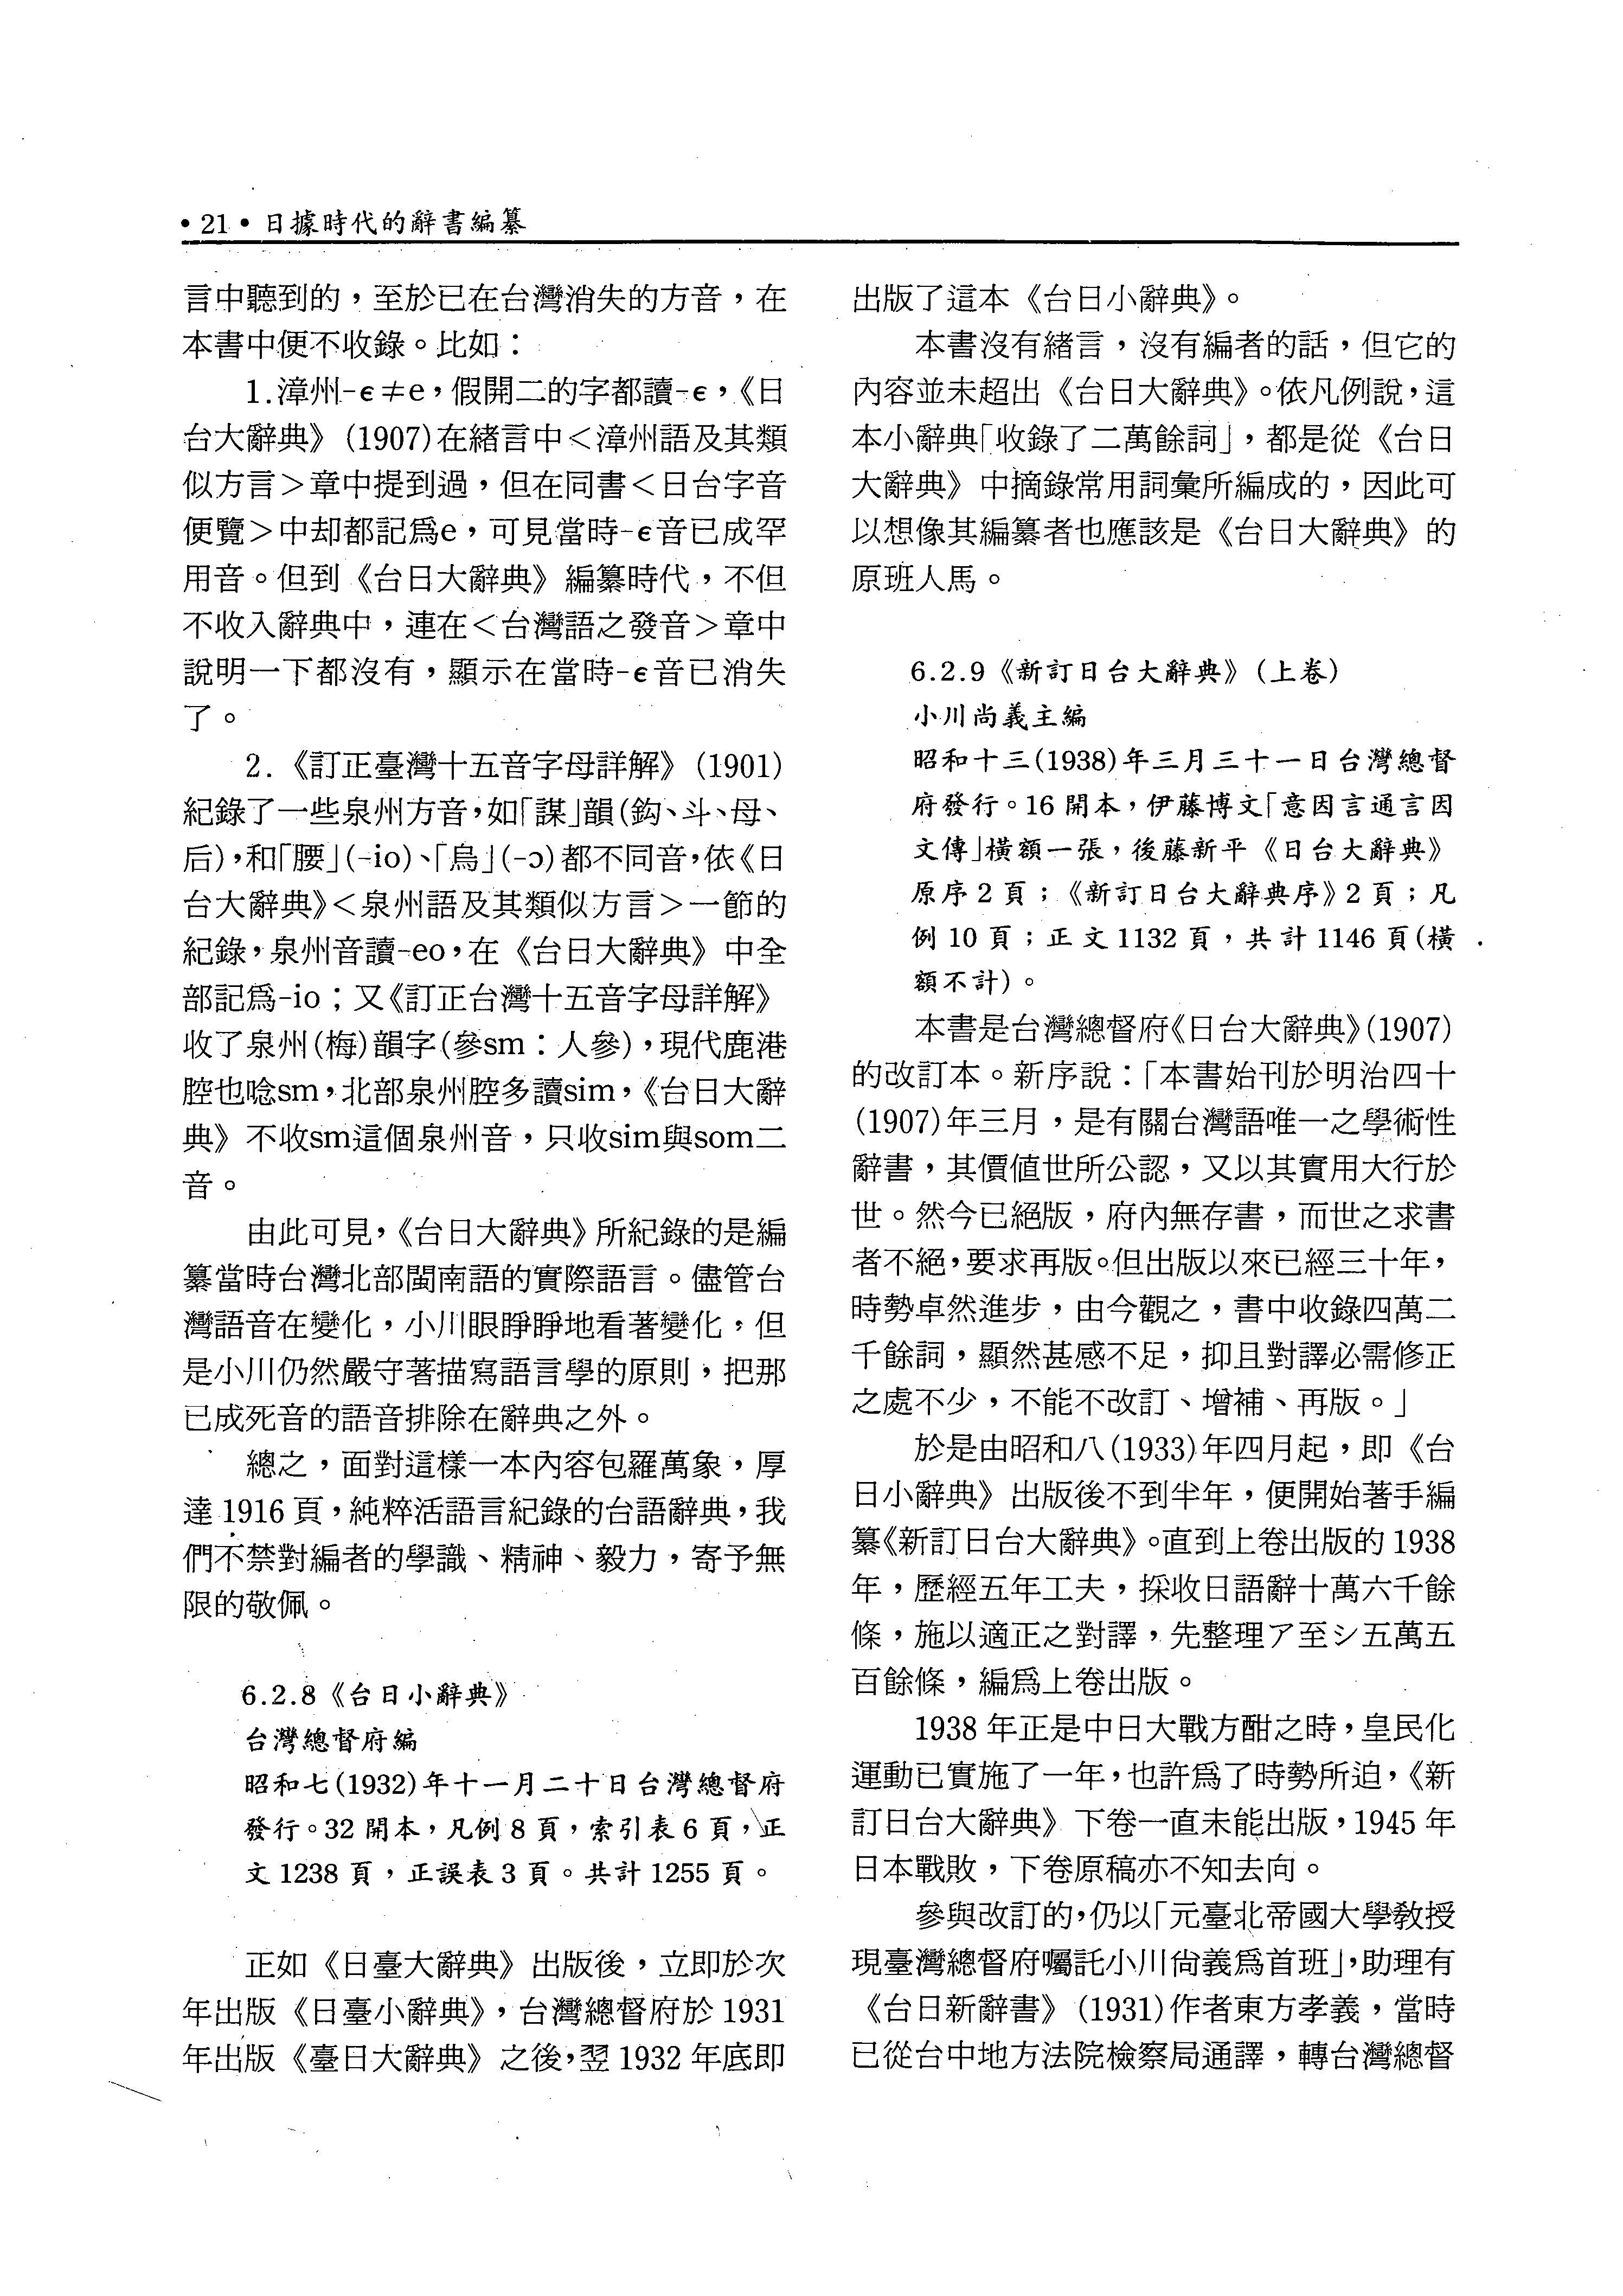 • 21 • 日據時代的辭書編纂
言中聽到的，至於已在台灣消失的方音，在
本書中便不收錄。比如：
1.漳州-ϵ≠e，假開二的字都讀-ϵ，《日
台大辭典》(1907)在緒言中＜漳州語及其類
似方言＞章中提到過，但在同書＜日台字音
便覽＞中却都記爲e，可見當時-ϵ音已成罕
用音。但到《台日大辭典》編纂時代，不但
不收入辭典中，連在＜台灣語之發音＞章中
說明一下都沒有，顯示在當時-ϵ音已消失
了。
2.《訂正臺灣十五音字母詳解》(1901)
紀錄了一些泉州方音，如「謀」韻(鈎、斗、母、
后)，和「腰」(-io)、「烏」(-ɔ)都不同音，依《日
台大辭典》＜泉州語及其類似方言＞一節的
紀錄，泉州音讀-eo，在《台日大辭典》中全
部記爲-io；又《訂正台灣十五音字母詳解》
收了泉州(梅)韻字(參sm：人參)，現代鹿港
腔也唸sm，北部泉州腔多讀sim，《台日大辭
典》不收sm這個泉州音，只收sim與som二
音。
由此可見，《台日大辭典》所紀錄的是編
纂當時台灣北部閩南語的實際語言。儘管台
灣語音在變化，小川眼睜睜地看著變化，但
是小川仍然嚴守著描寫語言學的原則，把那
已成死音的語音排除在辭典之外。
總之，面對這樣一本內容包羅萬象，厚
達 1916 頁，純粹活語言紀錄的台語辭典，我
們不禁對編者的學識、精神、毅力，寄予無
限的敬佩。
6.2.8《台日小辭典》
台灣總督府編
昭和七(1932)年十一月二十日台灣總督府
發行。32 開本，凡例 8 頁，索引表 6 頁，正
文 1238 頁，正誤表 3 頁。共計 1255 頁。
正如《日臺大辭典》出版後，立即於次
年出版《日臺小辭典》，台灣總督府於 1931
年出版《臺日大辭典》之後，翌 1932 年底即
出版了這本《台日小辭典》。
本書沒有緒言，沒有編者的話，但它的
內容並未超出《台日大辭典》。依凡例說，這
本小辭典「收錄了二萬餘詞」，都是從《台日
大辭典》中摘錄常用詞彙所編成的，因此可
以想像其編纂者也應該是《台日大辭典》的
原班人馬。
6.2.9《新訂日台大辭典》(上卷)
小川尚義主編
昭和十三(1938)年三月三十一日台灣總督
府發行。16 開本，伊藤博文「意因言通言因
文傳」橫額一張，後藤新平《日台大辭典》
原序 2 頁；《新訂日台大辭典序》2 頁；凡
例 10 頁；正文 1132 頁，共計 1146 頁(橫
額不計)。
本書是台灣總督府《日台大辭典》(1907)
的改訂本。新序說：「本書始刊於明治四十
(1907)年三月，是有關台灣語唯一之學術性
辭書，其價值世所公認，又以其實用大行於
世。然今已絕版，府內無存書，而世之求書
者不絕，要求再版。但出版以來已經三十年，
時勢卓然進步，由今觀之，書中收錄四萬二
千餘詞，顯然甚感不足，抑且對譯必需修正
之處不少，不能不改訂、增補、再版。」
於是由昭和八(1933)年四月起，即《台
日小辭典》出版後不到半年，便開始著手編
纂《新訂日台大辭典》。直到上卷出版的 1938
年，歷經五年工夫，採收日語辭十萬六千餘
條，施以適正之對譯，先整理ア至シ五萬五
百餘條，編爲上卷出版。
1938 年正是中日大戰方酣之時，皇民化
運動已實施了一年，也許爲了時勢所迫，《新
訂日台大辭典》下卷一直未能出版，1945 年
日本戰敗，下卷原稿亦不知去向。
參與改訂的，仍以「元臺北帝國大學教授
現臺灣總督府囑託小川尙義爲首班」，助理有
《台日新辭書》(1931)作者東方孝義，當時
已從台中地方法院檢察局通譯，轉台灣總督